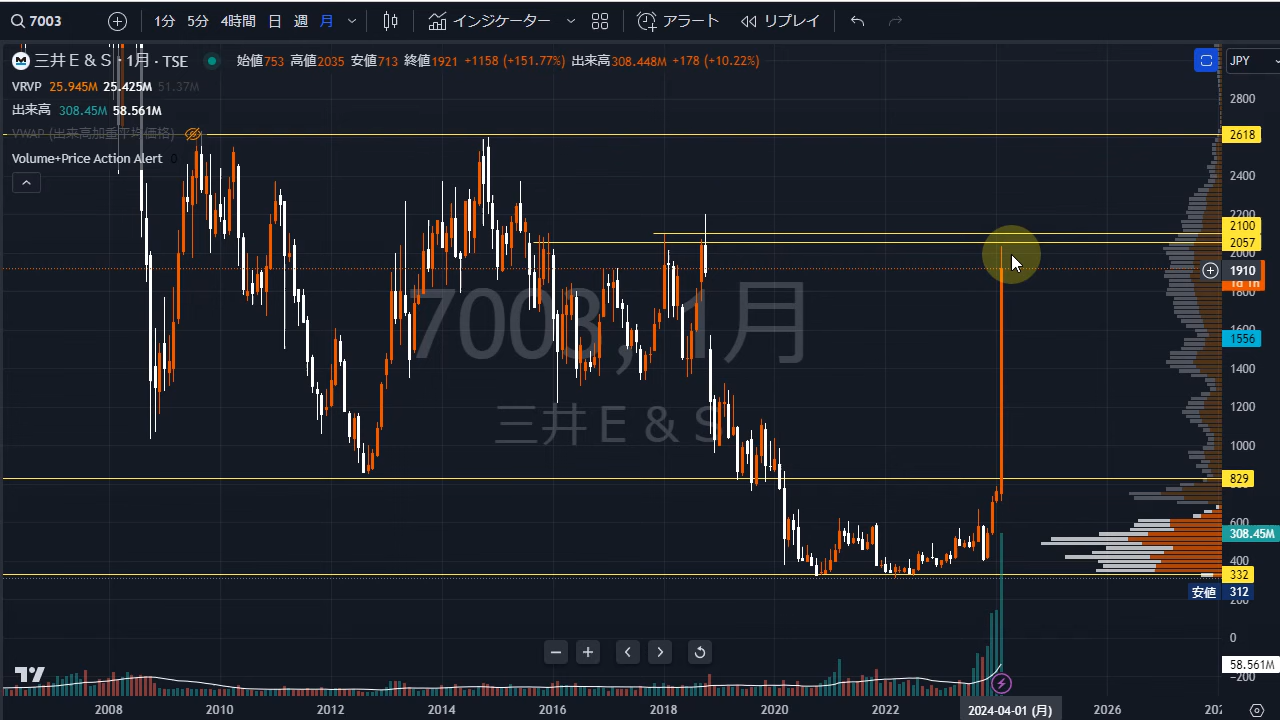 7003 1分 5分 4時間 日 週 月 インジケーター アラート リプレイ
三井E&S · 1月 · TSE 始値753 高値2035 安値713 終値1921 +1158 (+151.77%) 出来高308.448M +178 (+10.22%)
JPY
VRVP 25.945M 25.425M 51.37M
出来高 308.45M 58.561M
VWAP (出来高加重平均価格)
Volume+Price Action Alert 0
2800
2618
2400
2200
2100
2057
2000
1910
1d 1h
1800
1600
1556
1400
1200
1000
829
600
308.45M
400
332
安値 312
200
0
58.561M
−200
7003, 1月
三井E&S
2008 2010 2012 2014 2016 2018 2020 2022 2024-04-01 (月) 2026